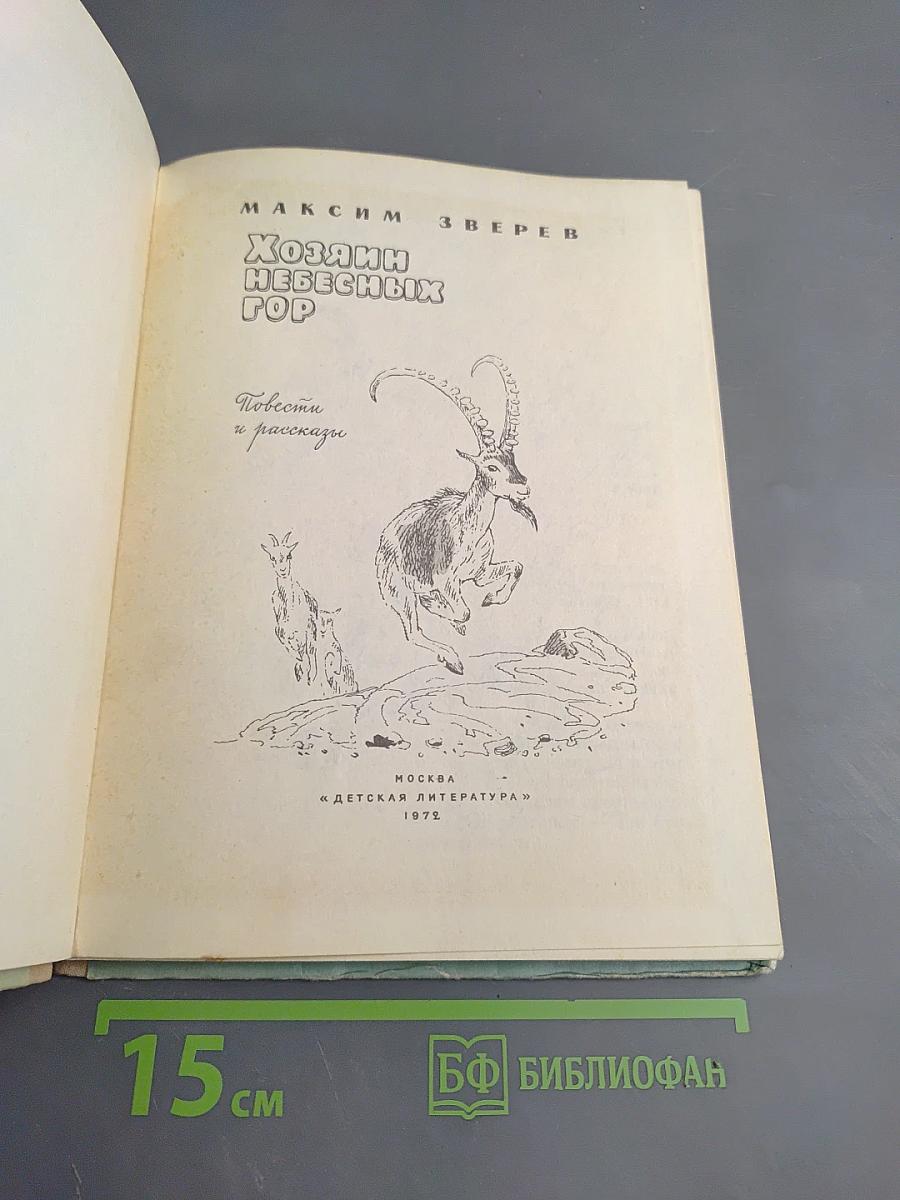 МАКСИМ ЗВЕРЕВ
ХОЗЯИН
НЕБЕСНЫХ
ГОР
Повести
и рассказы
МОСКВА
«ДЕТСКАЯ ЛИТЕРАТУРА»
1972
15 см
БФ БИБЛИОФАН